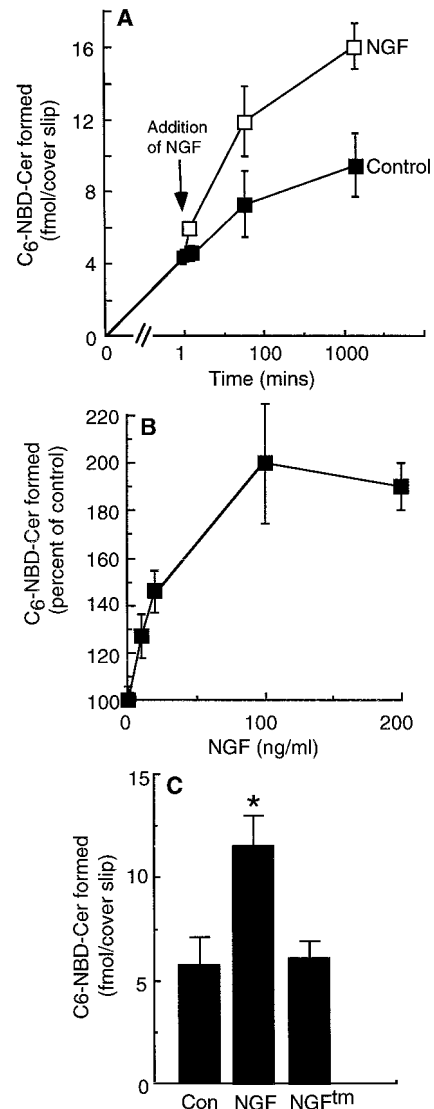 A
C6-NBD-Cer formed
(fmol/cover slip)
16
12
8
4
0
Addition
of NGF
NGF
Control
0
1
100
1000
Time (mins)
B
C6-NBD-Cer formed
(percent of control)
220
200
180
160
140
120
100
0
100
200
NGF (ng/ml)
C
C6-NBD-Cer formed
(fmol/cover slip)
15
10
5
0
*
Con NGF NGFtm